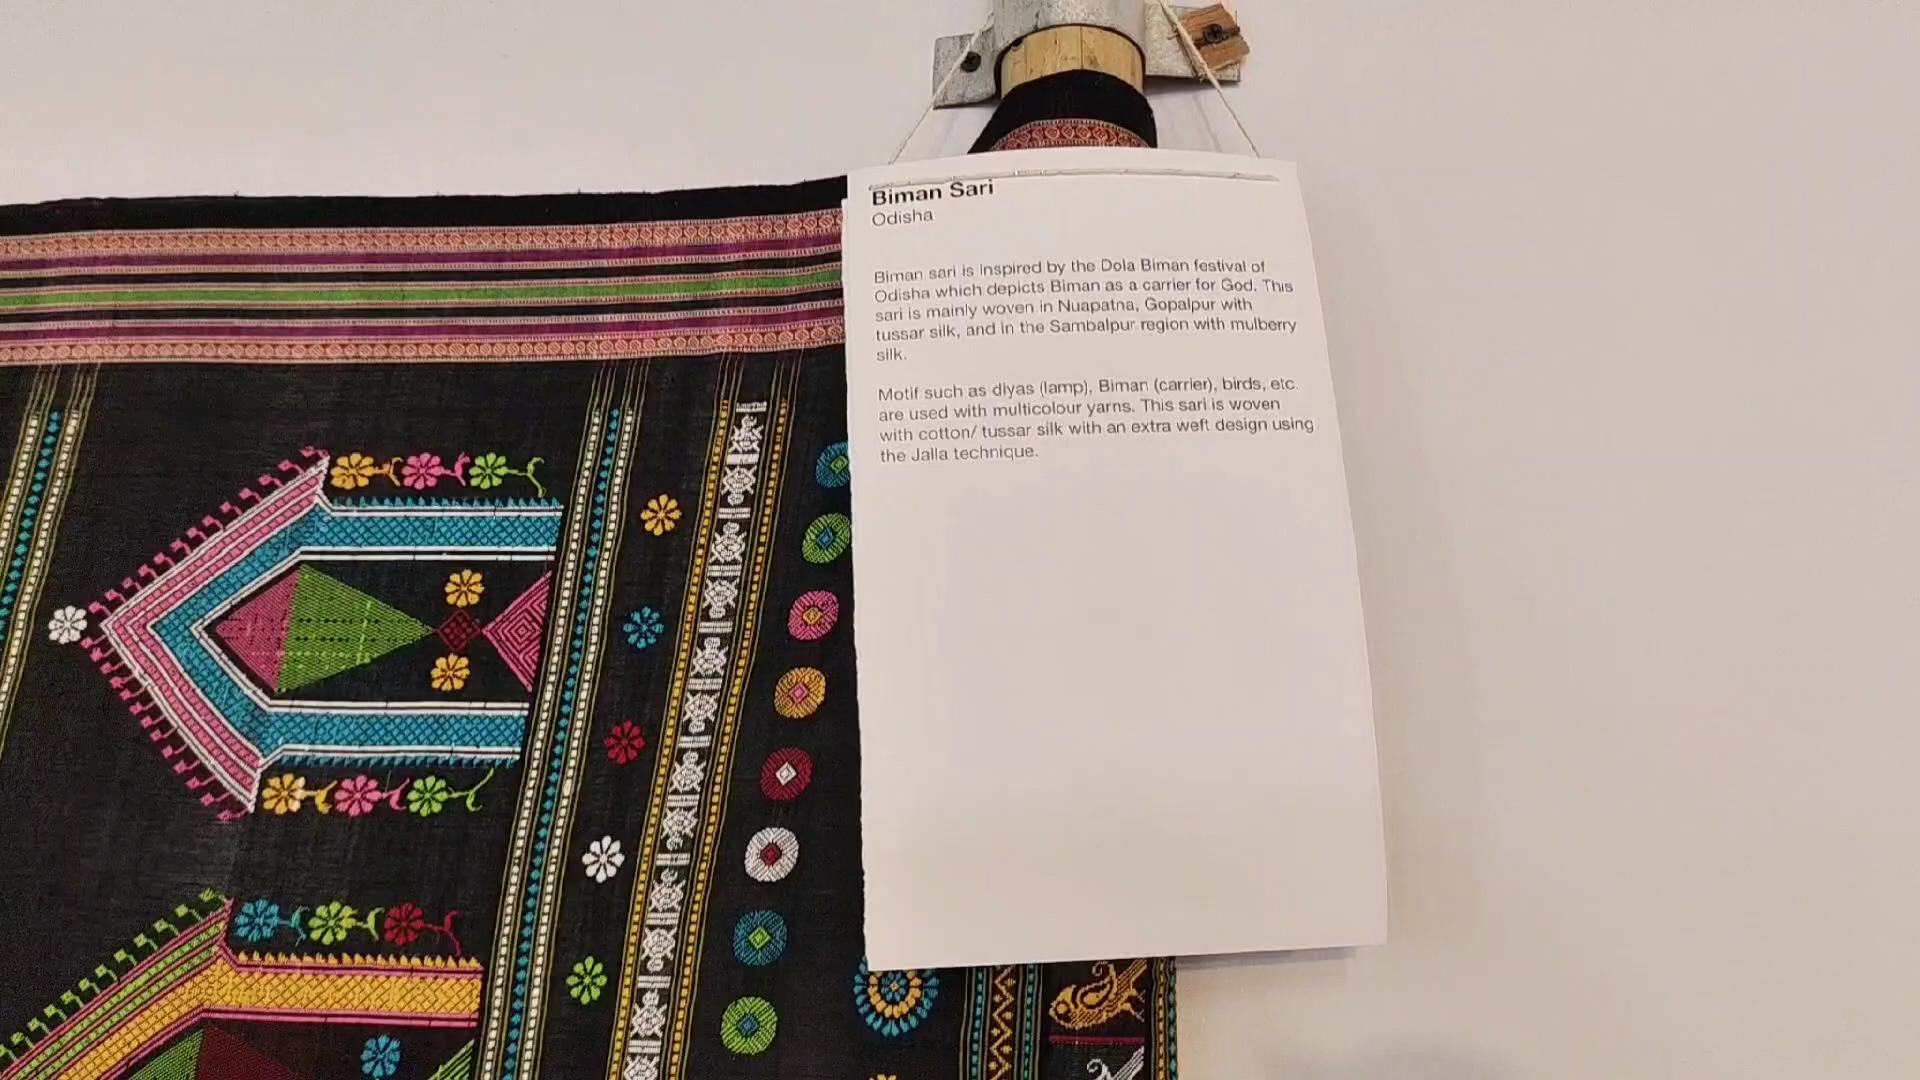 Biman Sari
Odisha
Biman sari is inspired by the Dola Biman festival of
Odisha which depicts Biman as a carrier for God. This
sari is mainly woven in Nuapatna, Gopalpur with
tussar silk, and in the Sambalpur region with mulberry
silk.
Motif such as diyas (lamp), Biman (carrier), birds, etc.
are used with multicolour yarns. This sari is woven
with cotton/ tussar silk with an extra weft design using
the Jalla technique.